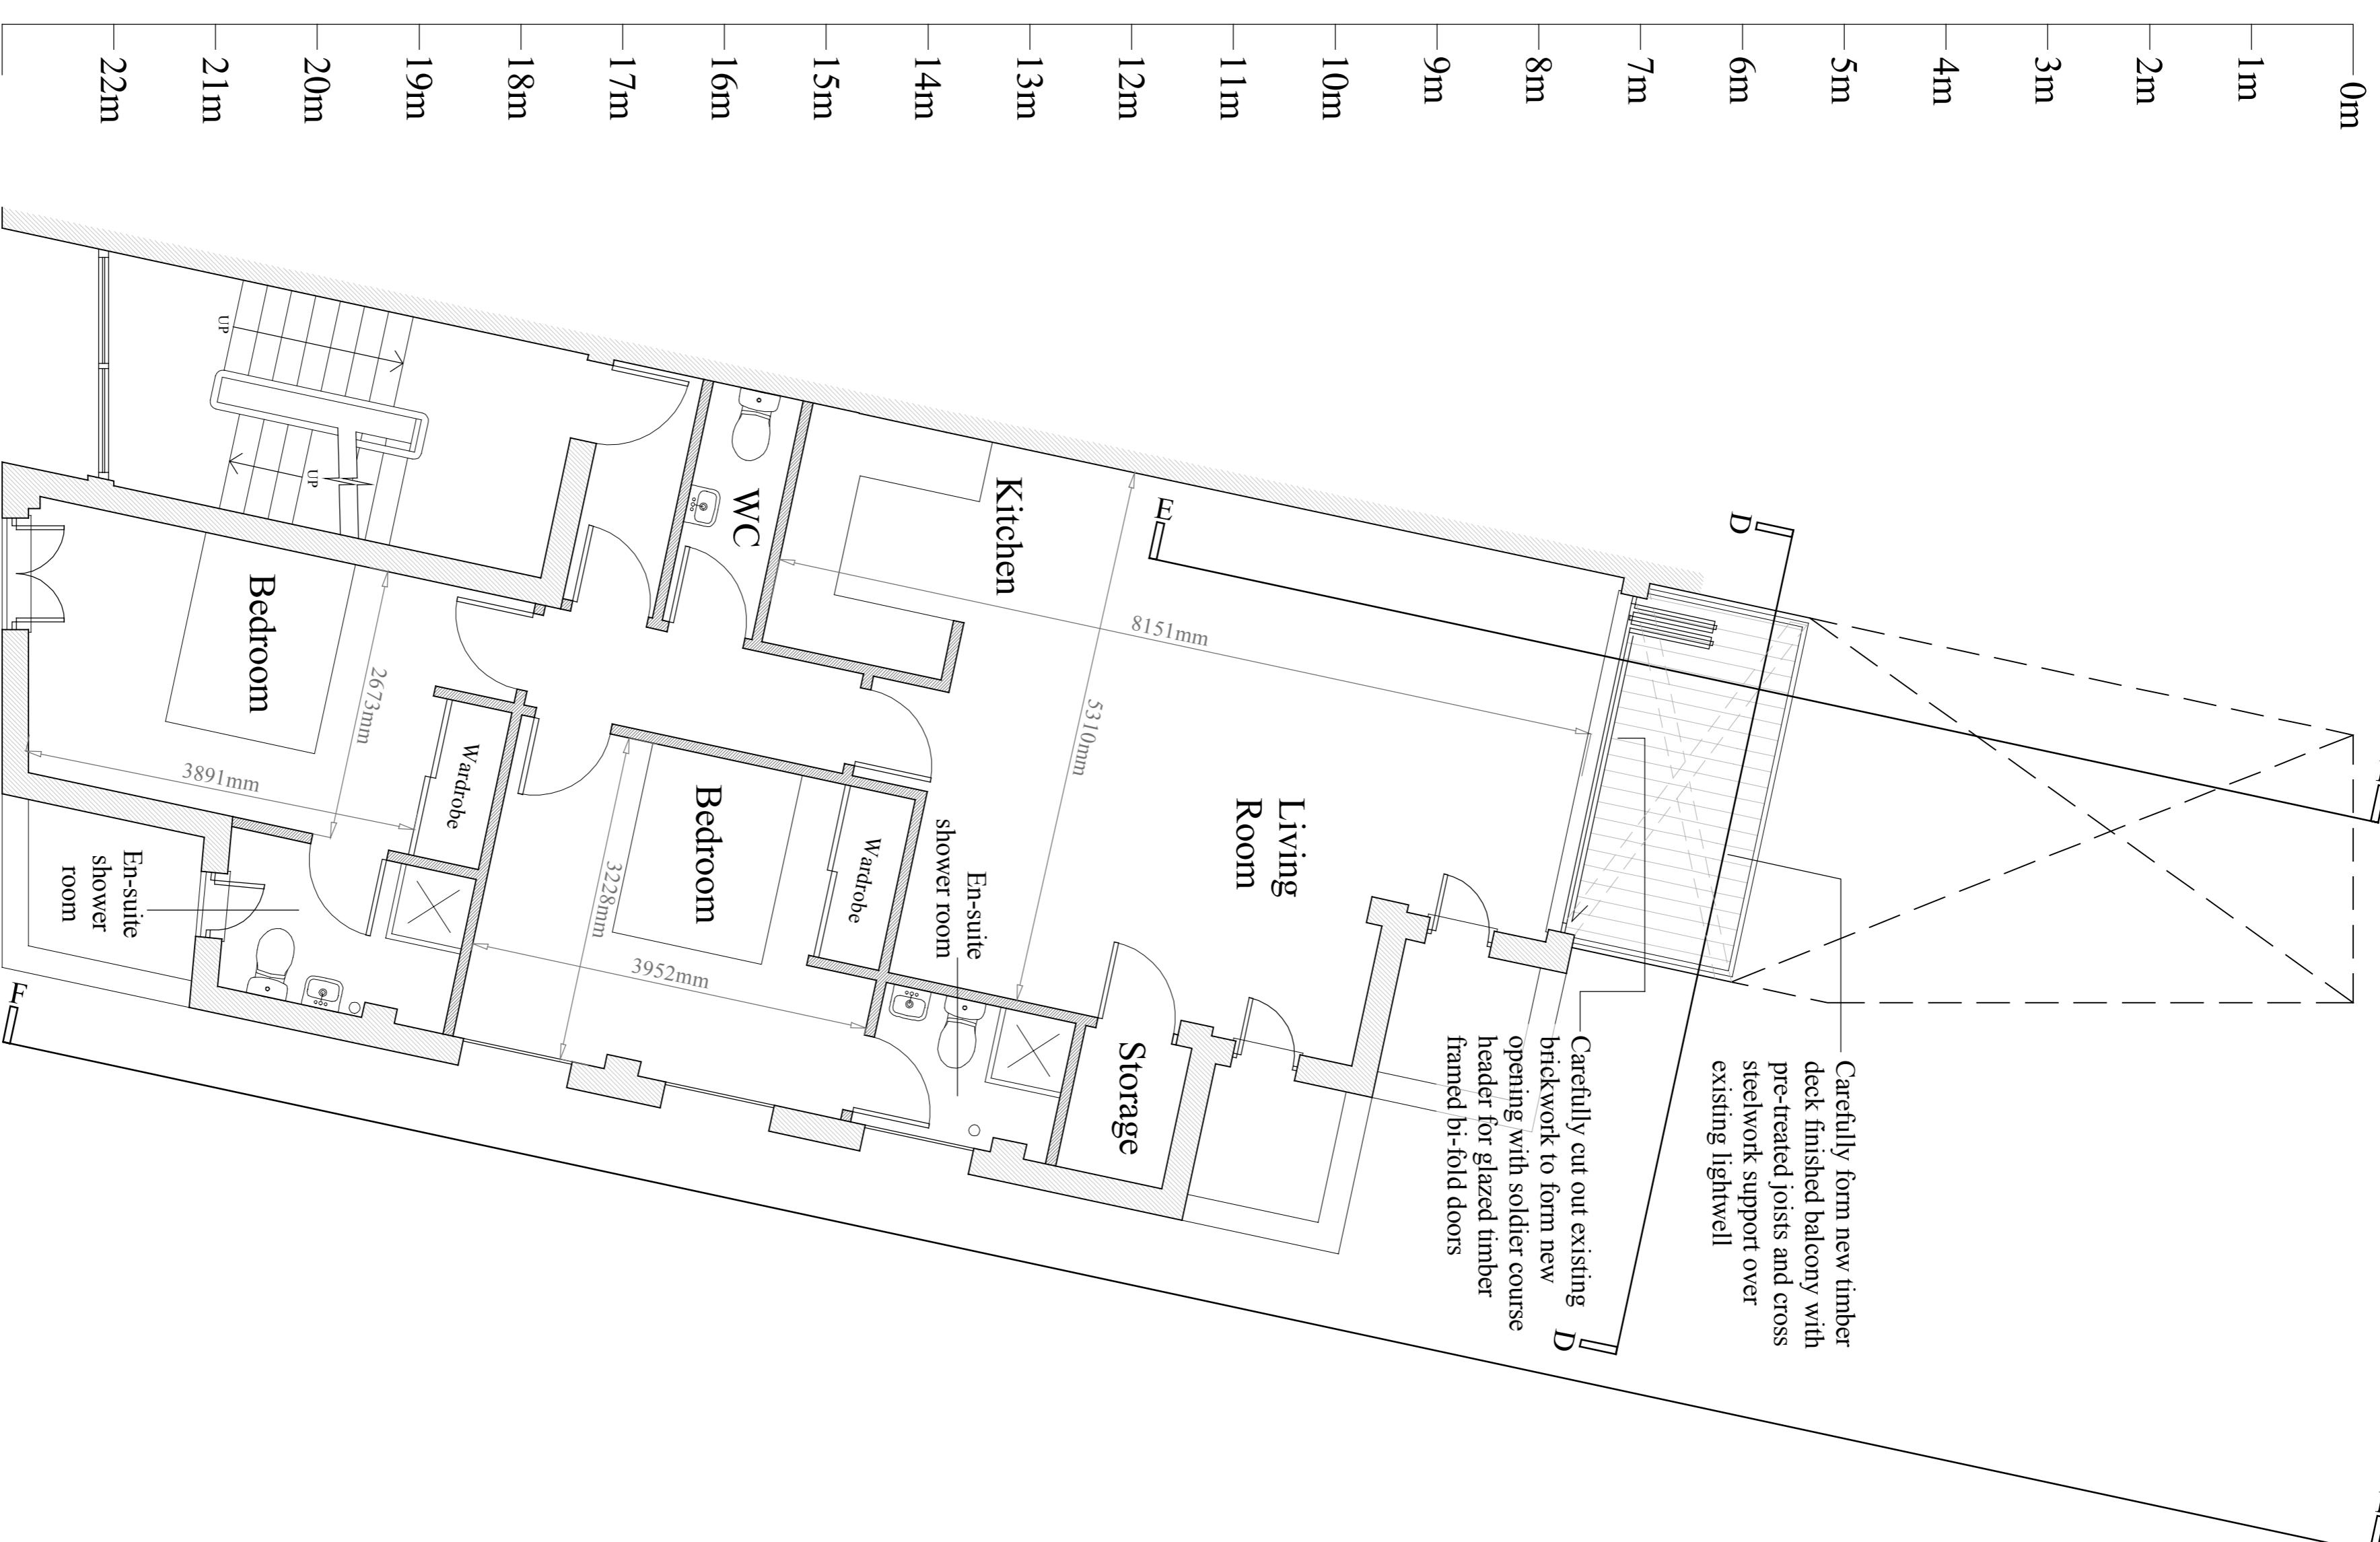 0m
1m
2m
3m
4m
5m
6m
7m
8m
9m
10m
11m
12m
13m
14m
15m
16m
17m
18m
19m
20m
21m
22m
D
E
Kitchen
WC
UP
UP
8151mm
5310mm
Living
Room
Bedroom
2673mm
3891mm
Wardrobe
Bedroom
3228mm
3952mm
Wardrobe
En-suite
shower room
En-suite
shower
room
Storage
Carefully form new timber
deck finished balcony with
pre-treated joists and cross
steelwork support over
existing lightwell
Carefully cut out existing
brickwork to form new
opening with soldier course
header for glazed timber
framed bi-fold doors
D
F